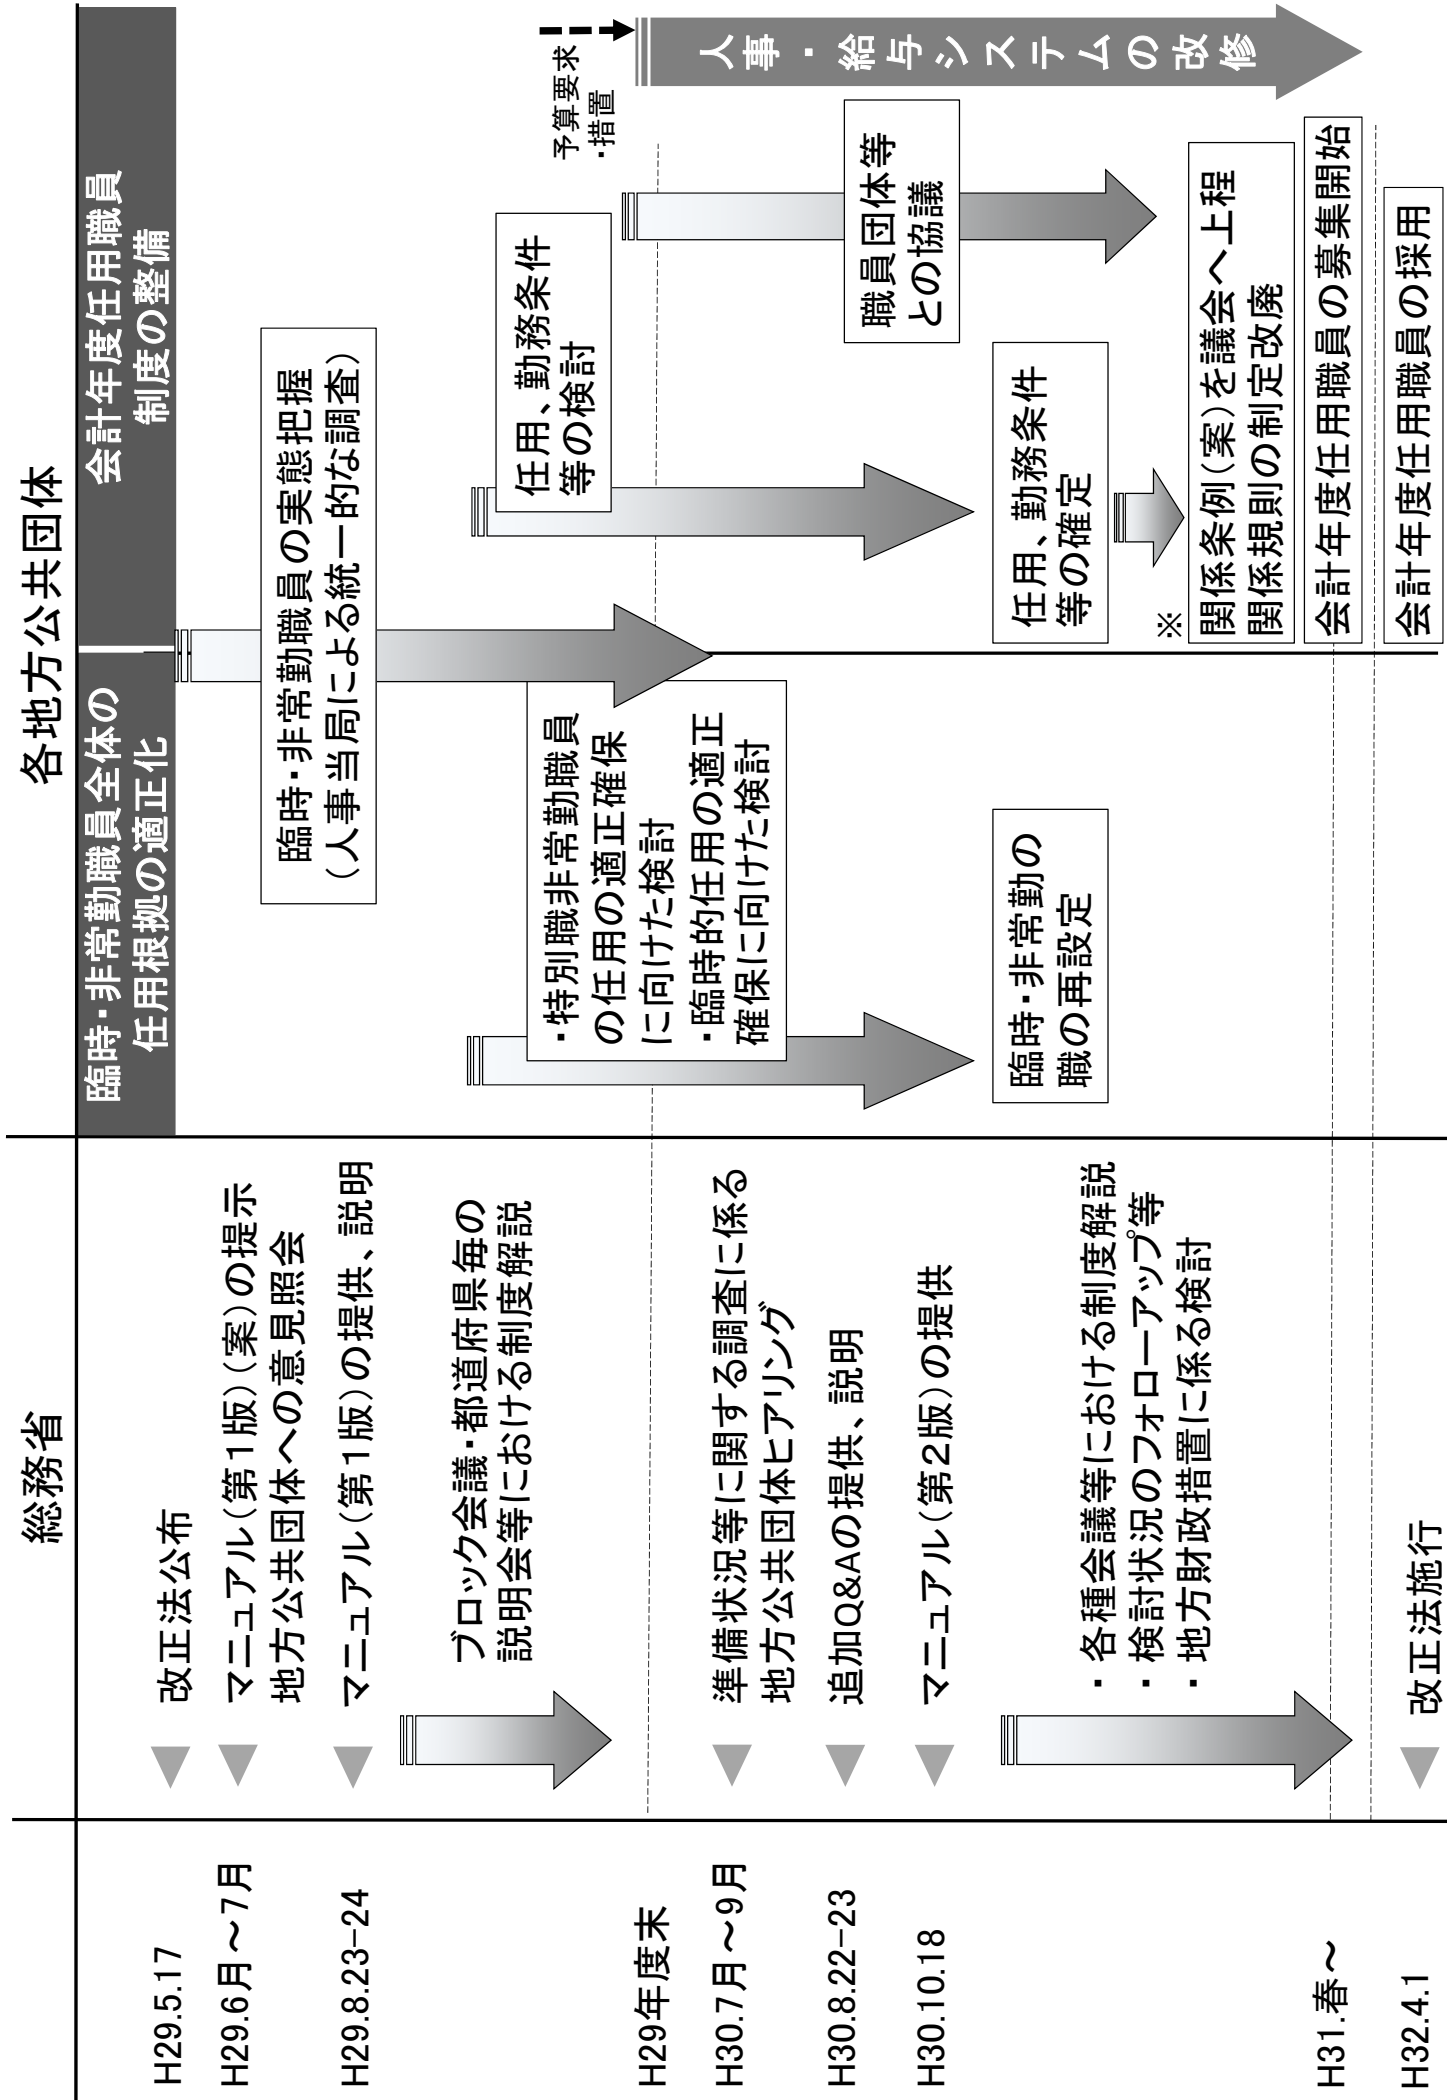 総務省
各地方公共団体
臨時・非常勤職員全体の
任用根拠の適正化
会計年度任用職員
制度の整備
H29.5.17
改正法公布
H29.6月～7月
マニュアル（第1版）（案）の提示
地方公共団体への意見照会
H29.8.23-24
マニュアル（第1版）の提供、説明
ブロック会議・都道府県毎の
説明会等における制度解説
臨時・非常勤職員の実態把握
（人事当局による統一的な調査）
・特別職非常勤職員
の任用の適正確保
に向けた検討
・臨時的任用の適正
確保に向けた検討
任用、勤務条件
等の検討
予算要求
・措置
人事・給与システムの改修
H29年度末
H30.7月～9月
準備状況等に関する調査に係る
地方公共団体ヒアリング
H30.8.22-23
追加Q&Aの提供、説明
職員団体等
との協議
H30.10.18
マニュアル（第2版）の提供
臨時・非常勤の
職の再設定
任用、勤務条件
等の確定
・各種会議等における制度解説
・検討状況のフォローアップ等
・地方財政措置に係る検討
※
関係条例（案）を議会へ上程
関係規則の制定改廃
H31.春～
会計年度任用職員の募集開始
H32.4.1
改正法施行
会計年度任用職員の採用